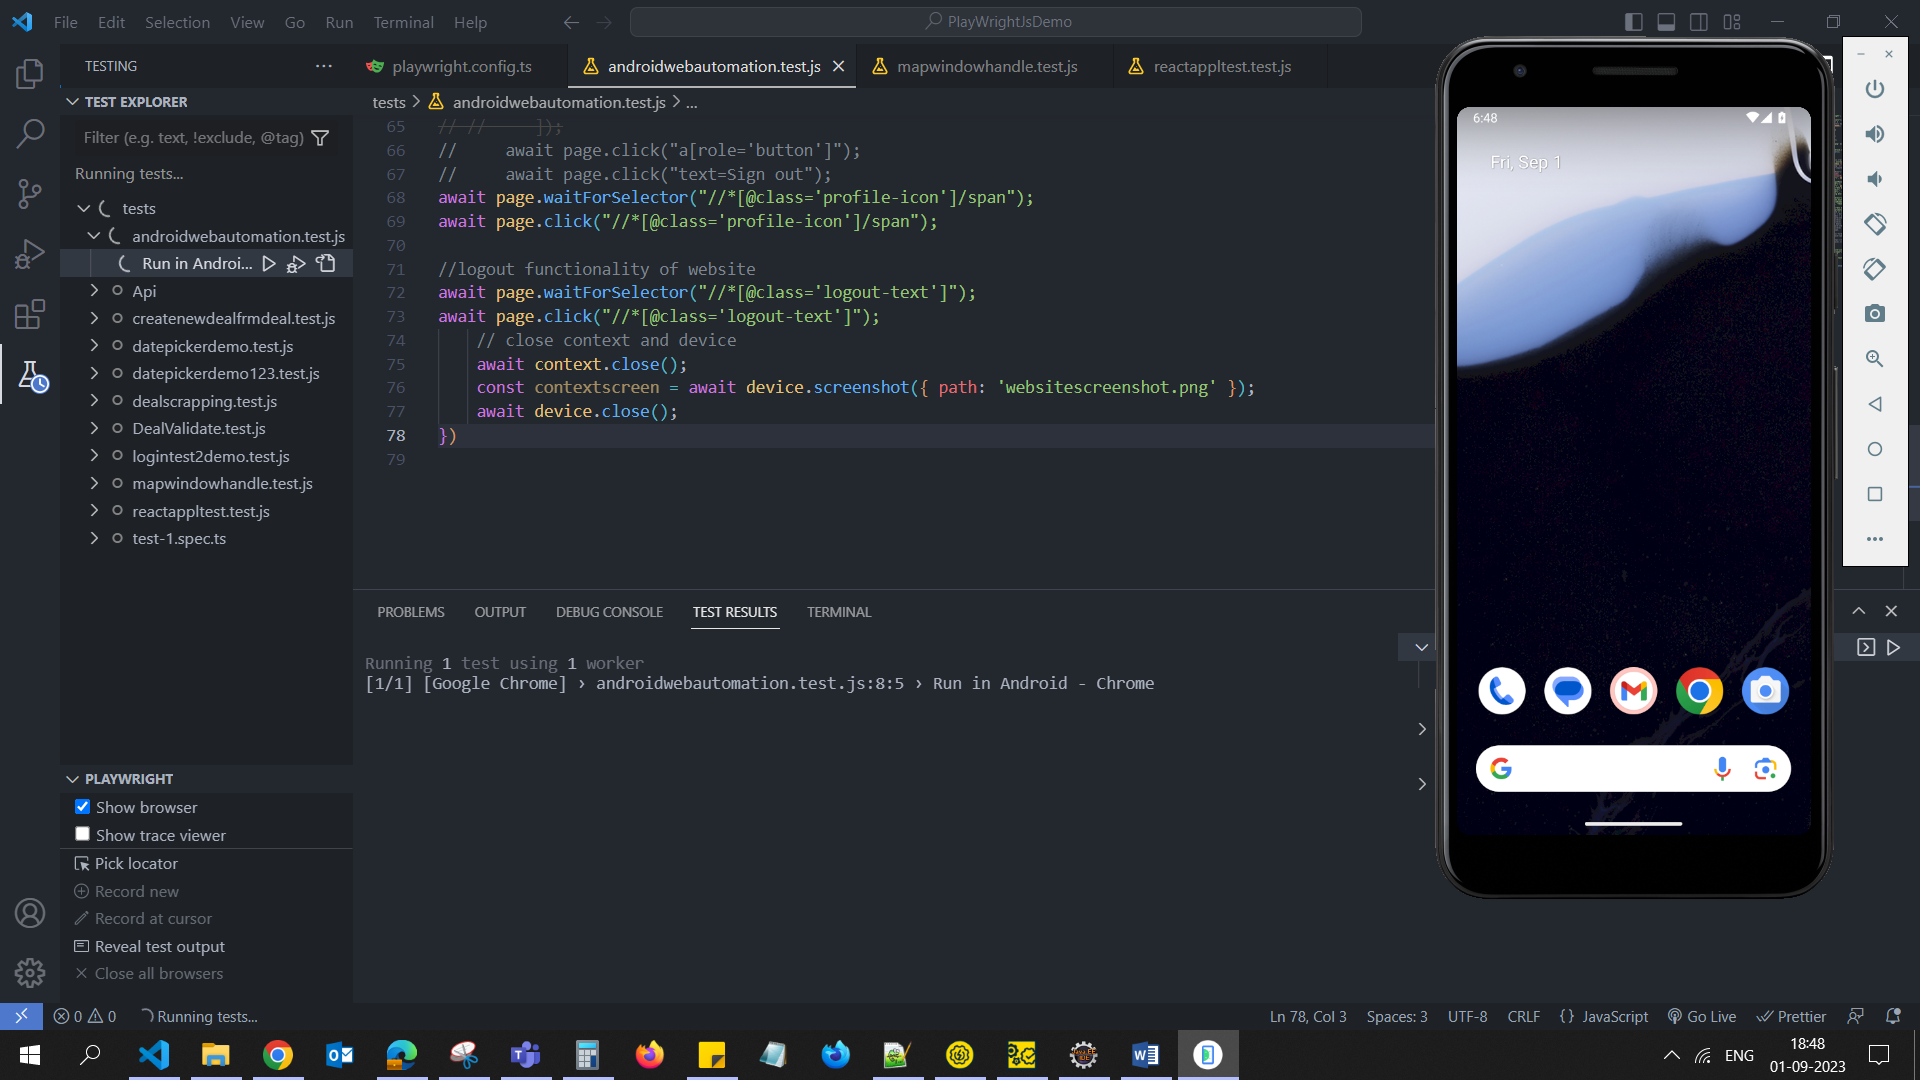 File Edit Selection View Go Run Terminal Help
PlayWrightJsDemo
TESTING
playwright.config.ts
androidwebautomation.test.js
mapwindowhandle.test.js
reactappltest.test.js
TEST EXPLORER
Filter (e.g. text, !exclude, @tag)
Running tests...
tests
androidwebautomation.test.js
Run in Androi...
Api
createnewdealfrmdeal.test.js
datepickerdemo.test.js
datepickerdemo123.test.js
dealscrapping.test.js
DealValidate.test.js
logintest2demo.test.js
mapwindowhandle.test.js
reactappltest.test.js
test-1.spec.ts
PLAYWRIGHT
Show browser
Show trace viewer
Pick locator
Record new
Record at cursor
Reveal test output
Close all browsers
tests > androidwebautomation.test.js > ...
65 // //     ]);
66 //     await page.click("a[role='button']");
67 //     await page.click("text=Sign out");
68 await page.waitForSelector("//*[@class='profile-icon']/span");
69 await page.click("//*[@class='profile-icon']/span");
70
71 //logout functionality of website
72 await page.waitForSelector("//*[@class='logout-text']");
73 await page.click("//*[@class='logout-text']");
74 // close context and device
75 await context.close();
76 const contextscreen = await device.screenshot({ path: 'websitescreenshot.png' });
77 await device.close();
78 })
79
PROBLEMS OUTPUT DEBUG CONSOLE TEST RESULTS TERMINAL
Running 1 test using 1 worker
[1/1] [Google Chrome] › androidwebautomation.test.js:8:5 › Run in Android - Chrome
6:48
Fri, Sep 1
0 0 Running tests...
Ln 78, Col 3 Spaces: 3 UTF-8 CRLF {} JavaScript Go Live Prettier
ENG
18:48
01-09-2023